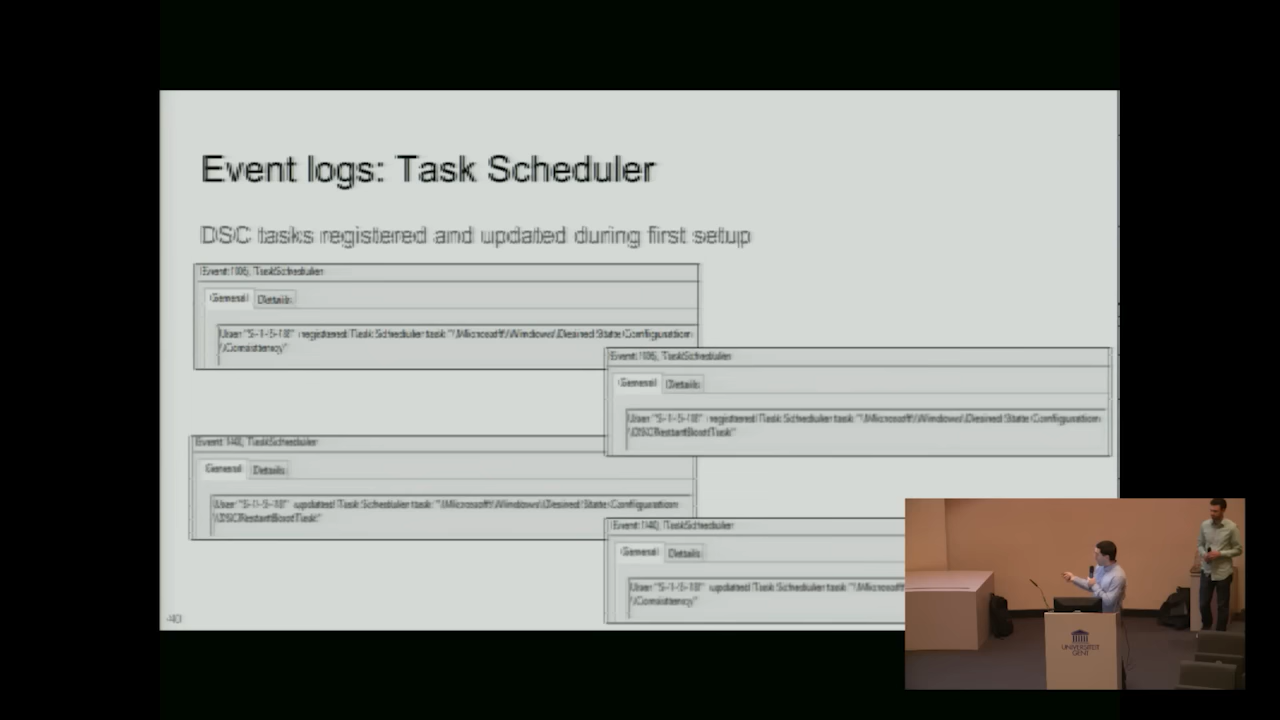 Event logs: Task Scheduler
DSC tasks registered and updated during first setup
Event 106, TaskScheduler
General Details
User "S-1-5-18" registered Task Scheduler task "\Microsoft\Windows\Desired State Configuration
\Consistency"
Event 106, TaskScheduler
General Details
User "S-1-5-18" registered Task Scheduler task "\Microsoft\Windows\Desired State Configuration
\DSCRestartBootTask"
Event 140, TaskScheduler
General Details
User "S-1-5-18" updated Task Scheduler task "\Microsoft\Windows\Desired State Configuration
\DSCRestartBootTask"
Event 140, TaskScheduler
General Details
User "S-1-5-18" updated Task Scheduler task "\Microsoft\Windows
\Consistency"
40
UNIVERSITEIT
GENT